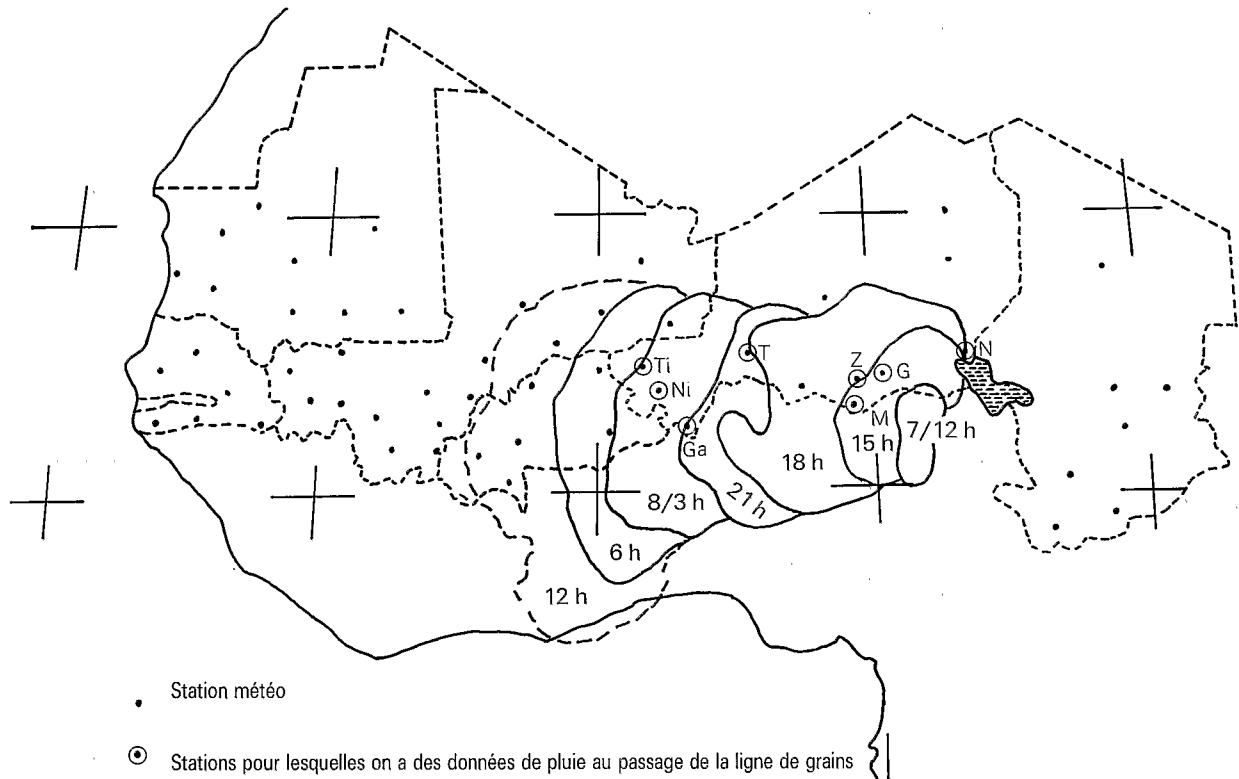 N
T
Z
G
Ti
Ni
M
Ga
7/12 h
15 h
18 h
21 h
8/3 h
6 h
12 h
Station météo
Stations pour lesquelles on a des données de pluie au passage de la ligne de grains